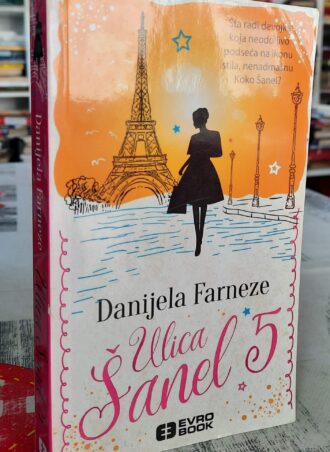 Šta radi devojka
koja neodoljivo
podseća na ikonu
stila, nenadmašnu
Koko Šanel?
Danijela Farneze
Ulica
Šanel 5
EVRO
BOOK
Danijela Farneze